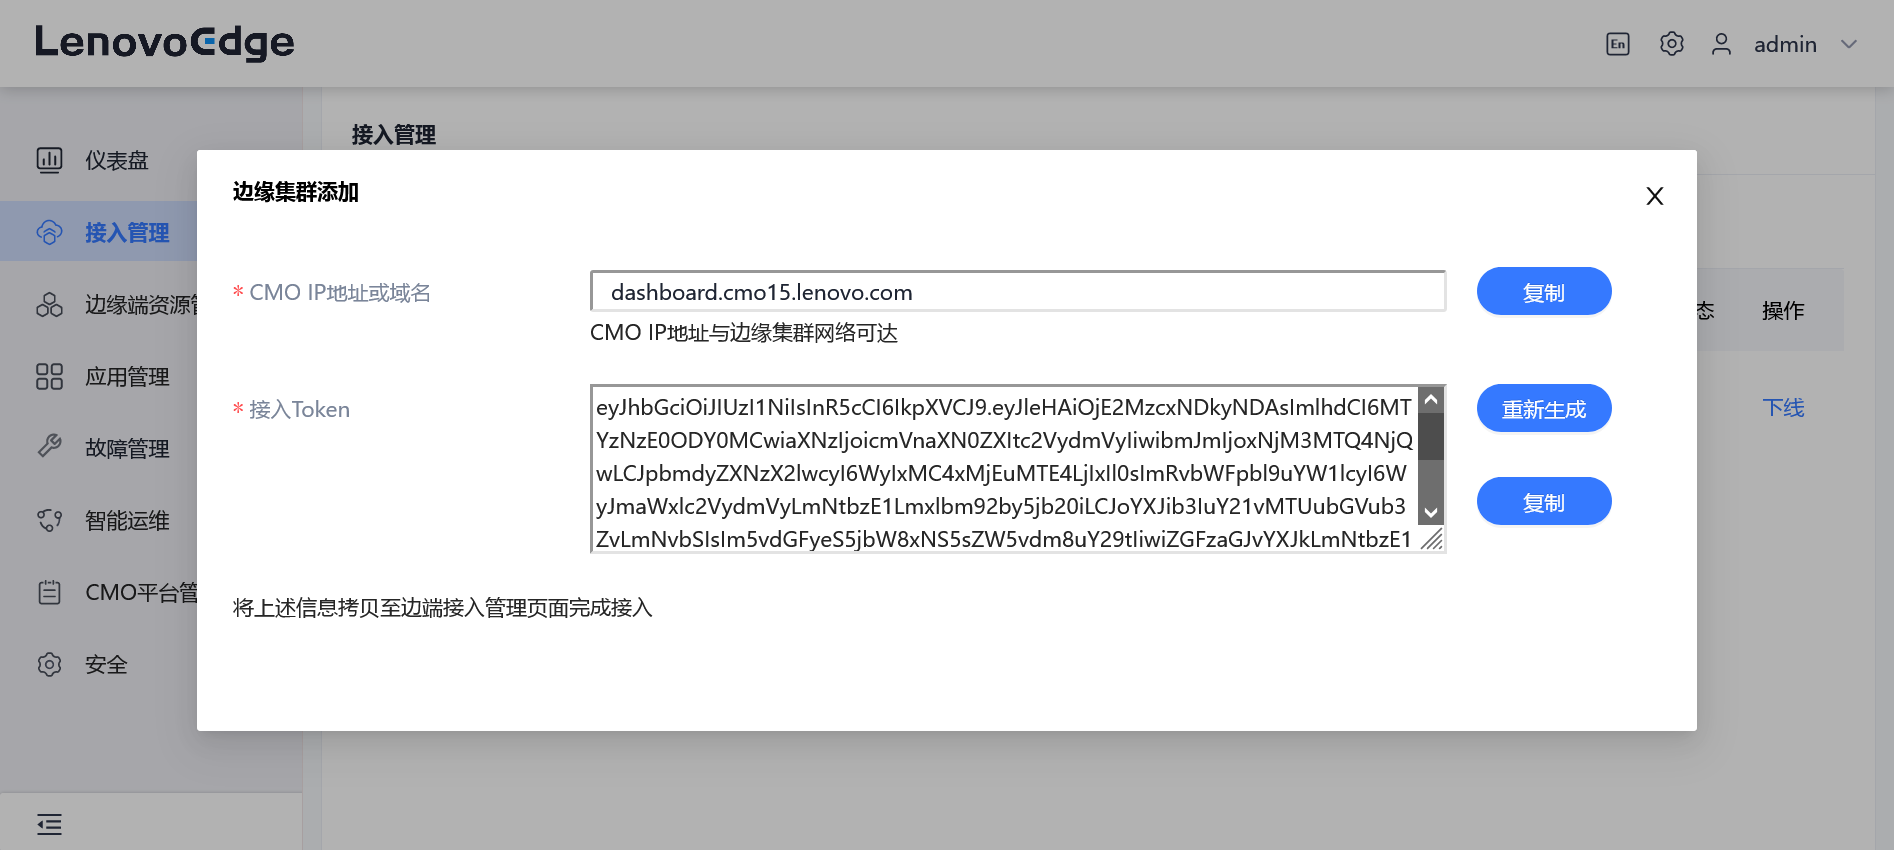 LenovoEdge
En
admin
接入管理
仪表盘
接入管理
边缘端资源
应用管理
故障管理
智能运维
CMO平台管
安全
边缘集群添加
X
* CMO IP地址或域名
dashboard.cmo15.lenovo.com
复制
CMO IP地址与边缘集群网络可达
态
操作
* 接入Token
eyJhbGciOiJIUzI1NiIsInR5cCI6IkpXVCJ9.eyJleHAiOjE2MzcxNDkyNDAsImlhdCI6MT
YzNzE0ODY0MCwiaXNzIjoicmVnaXN0ZXItc2VydmVyIiwibmJmIjoxNjM3MTQ4NjQ
wLCJpbmdyZXNzX2lwcyI6WyIxMC4xMjEuMTE4LjIxIl0sImRvbWFpbl9uYW1lcyI6W
yJmaWxlc2VydmVyLmNtbzE1Lmxlbm92by5jb20iLCJoYXJib3IuY21vMTUubGVub3
ZvLmNvbSIsIm5vdGFyeS5jbW8xNS5sZW5vdm8uY29tIiwiZGFzaGJvYXJkLmNtbzE1
重新生成
复制
下线
将上述信息拷贝至边端接入管理页面完成接入